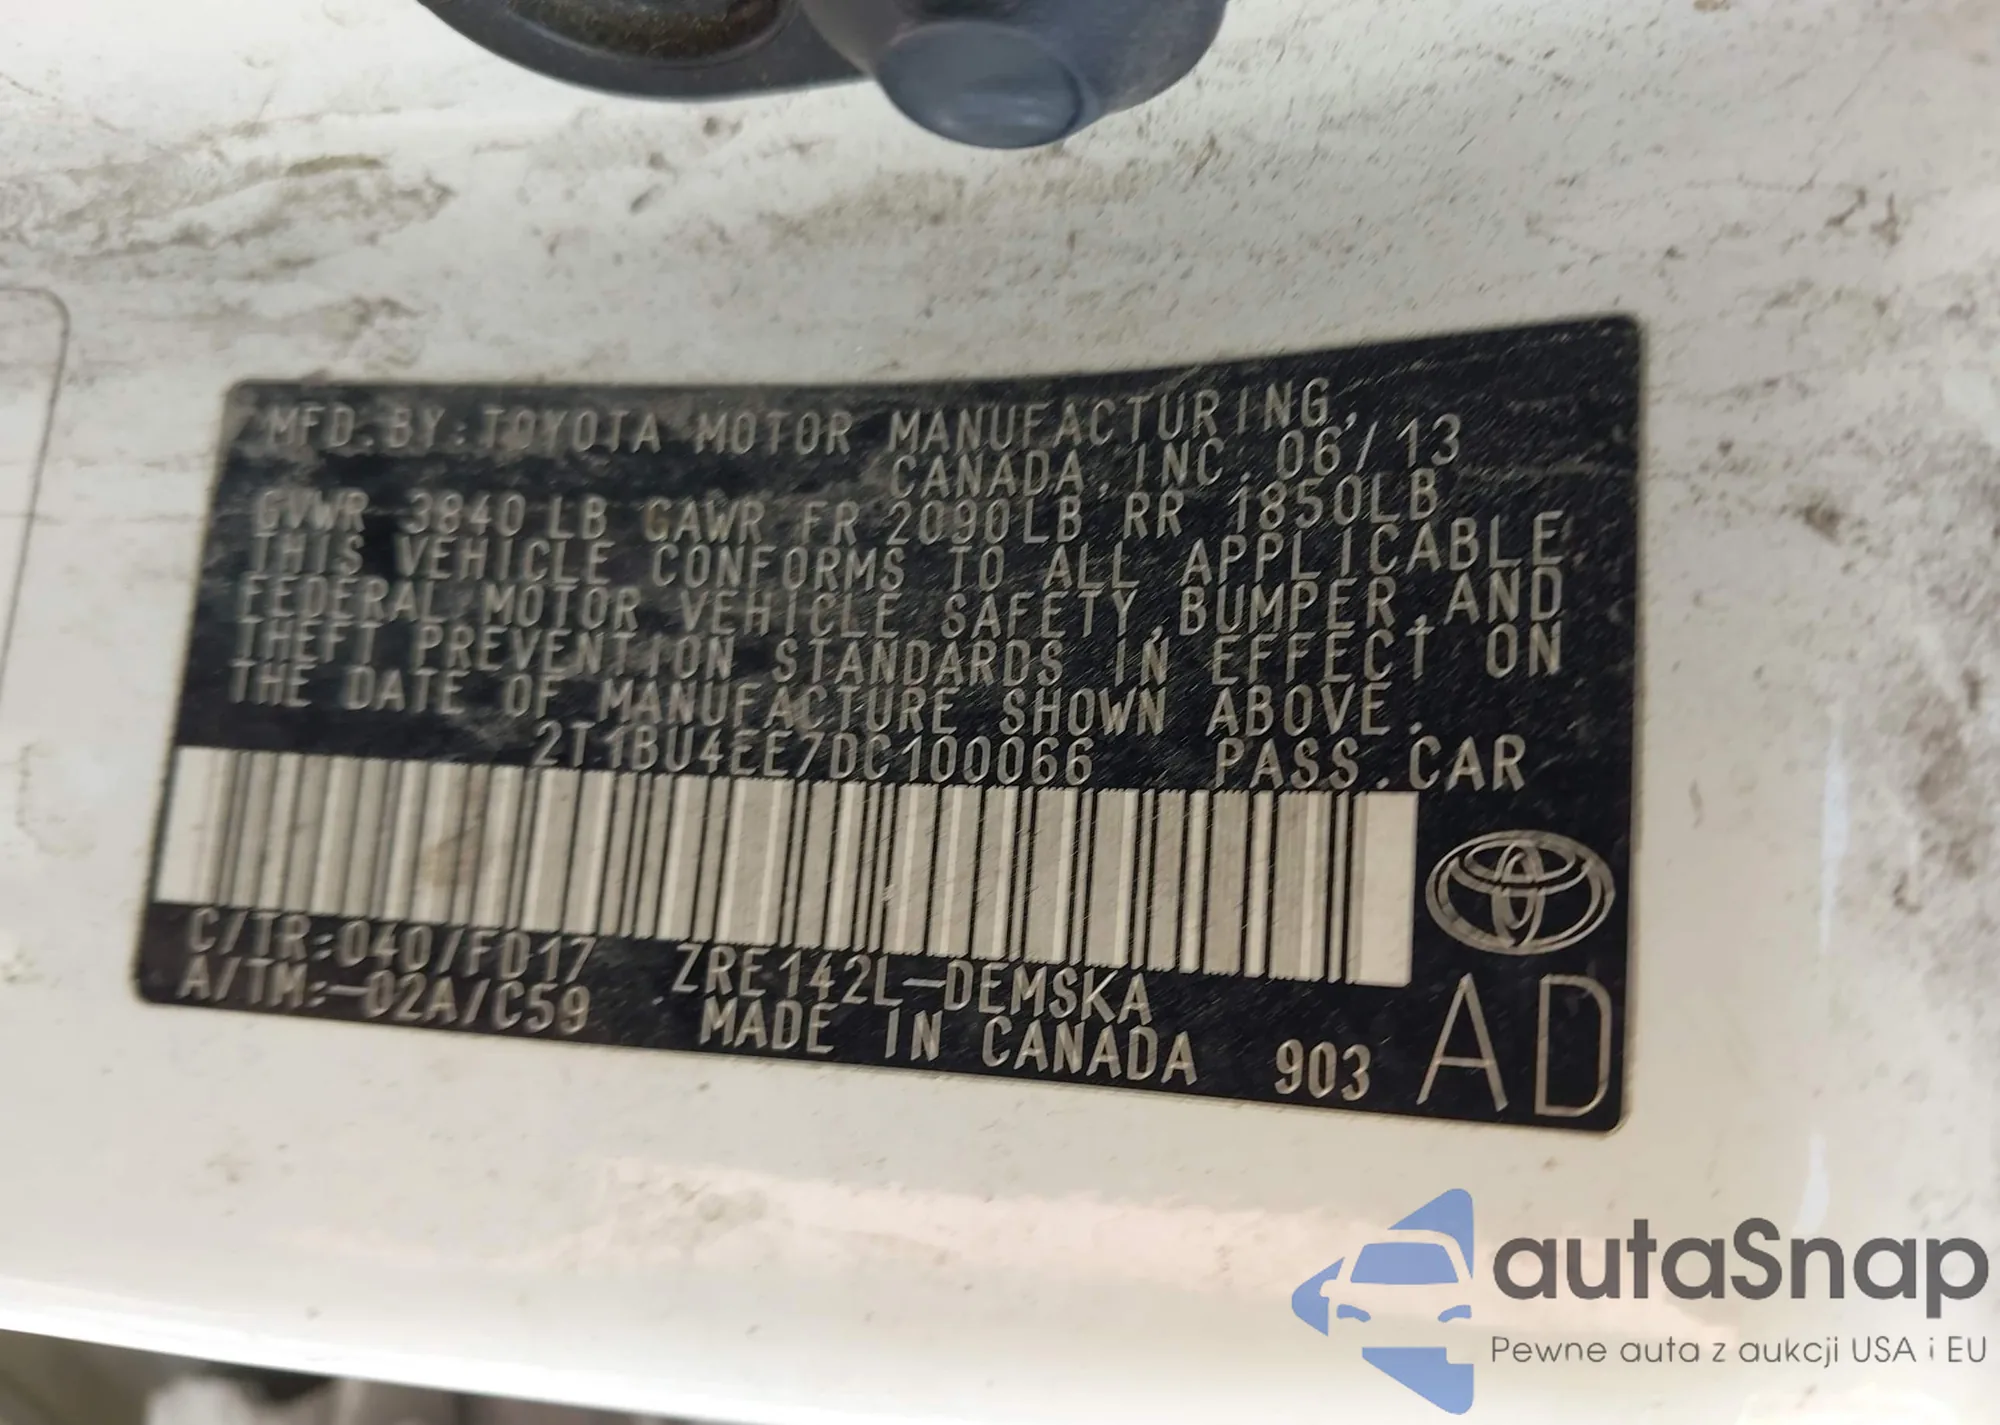 MFD. BY: TOYOTA MOTOR MANUFACTURING,
CANADA, INC. 06/13
GVWR 3840 LB GAWR FR 2090LB RR 1850LB
THIS VEHICLE CONFORMS TO ALL APPLICABLE
FEDERAL MOTOR VEHICLE SAFETY, BUMPER, AND
THEFT PREVENTION STANDARDS IN EFFECT ON
THE DATE OF MANUFACTURE SHOWN ABOVE.
2T1BU4EE7DC100066 PASS. CAR
C/TR:040/FD17 ZRE142L-DEMSKA
A/TM:-02A/C59 MADE IN CANADA 903 AD
autaSnap
Pewne auta z aukcji USA i EU